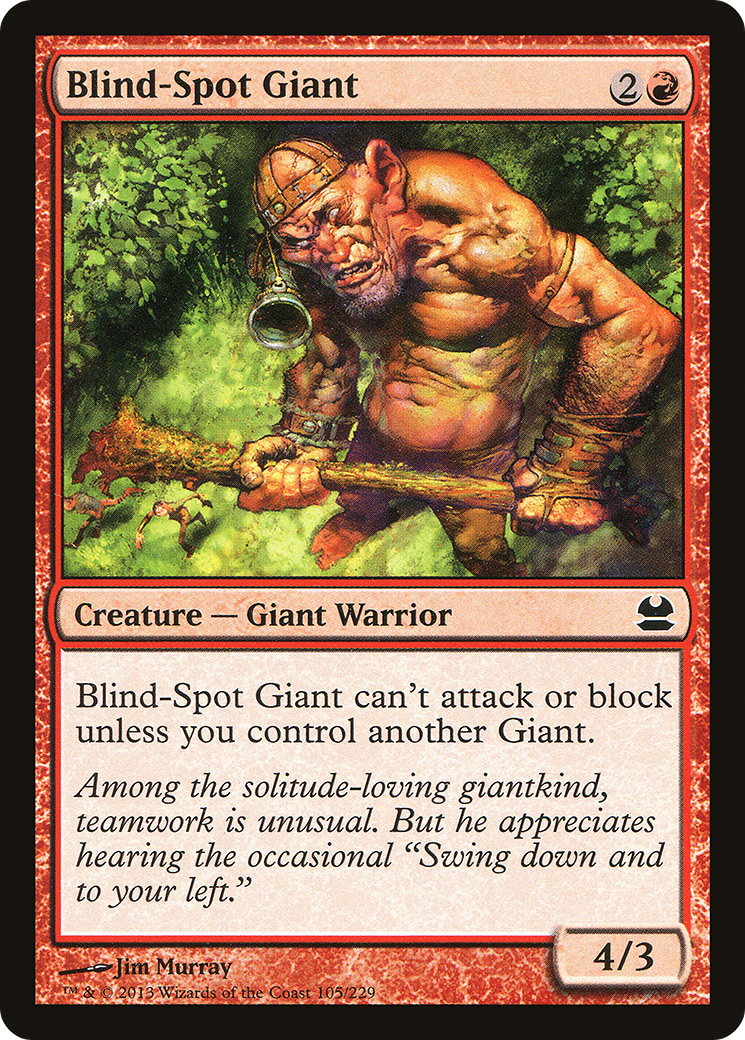 Blind-Spot Giant
2
Creature — Giant Warrior
Blind-Spot Giant can't attack or block
unless you control another Giant.
Among the solitude-loving giantkind,
teamwork is unusual. But he appreciates
hearing the occasional “Swing down and
to your left.”
4/3
Jim Murray
™ & © 2013 Wizards of the Coast 105/229